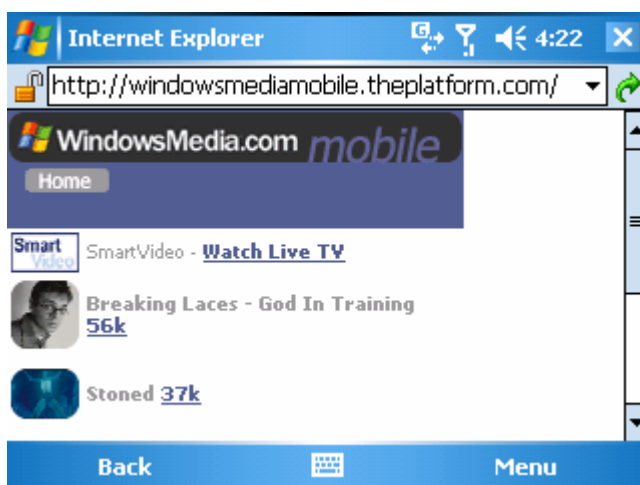 Internet Explorer G 4:22
http://windowsmediamobile.theplatform.com/
WindowsMedia.com mobile
Home
Smart
Video
SmartVideo - Watch Live TV
Breaking Laces - God In Training
56k
Stoned 37k
Back Menu